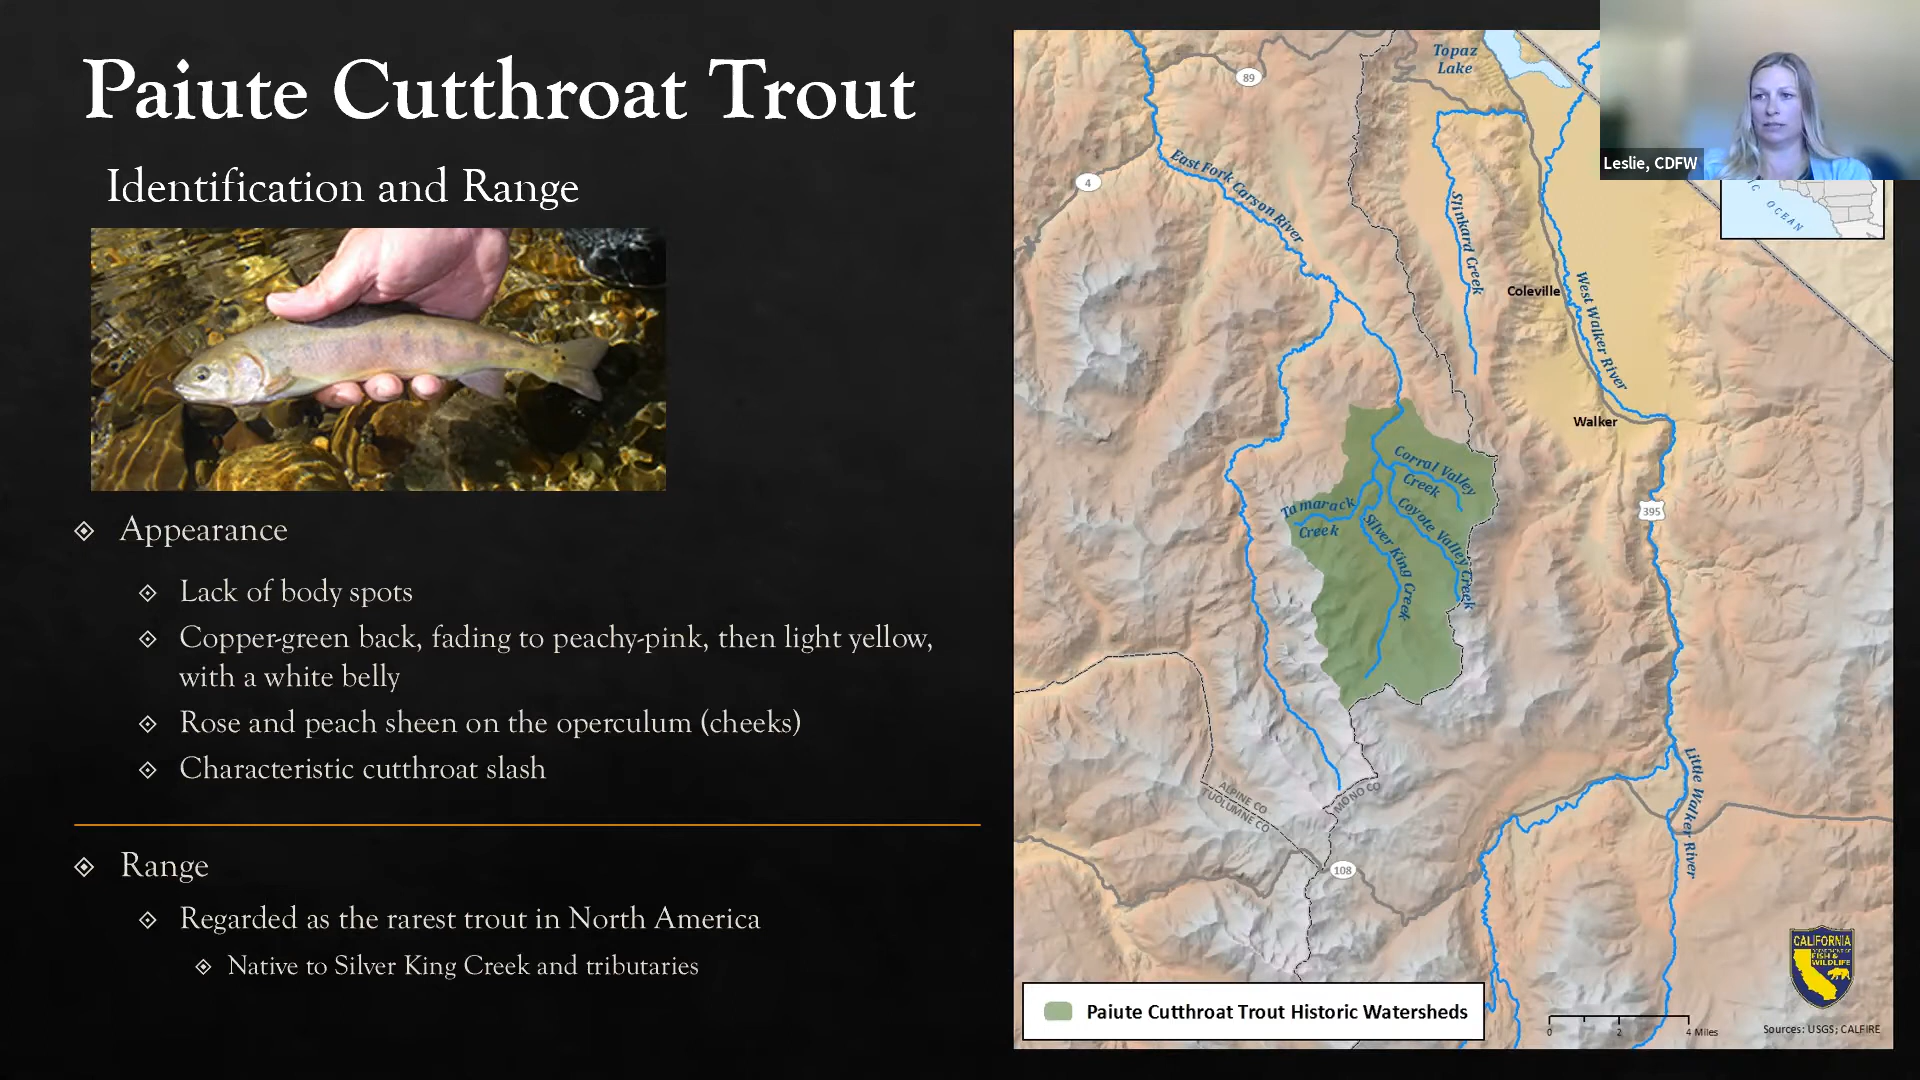 Paiute Cutthroat Trout
Identification and Range
Appearance
Lack of body spots
Copper-green back, fading to peachy-pink, then light yellow,
with a white belly
Rose and peach sheen on the operculum (cheeks)
Characteristic cutthroat slash
Range
Regarded as the rarest trout in North America
Native to Silver King Creek and tributaries
Topaz
Lake
89
4
East Fork Carson River
Slinkard Creek
Coleville
West Walker River
Walker
395
Corral Valley
Creek
Tamarack
Creek
Coyote Valley Creek
Silver King Creek
Little Walker River
ALPINE CO
TUOLUMNE CO
MONO CO
108
Paiute Cutthroat Trout Historic Watersheds
0 2 4 Miles
CALIFORNIA
FISH &
WILDLIFE
Sources: USGS; CALFIRE
Leslie, CDFW
IC
OCEAN